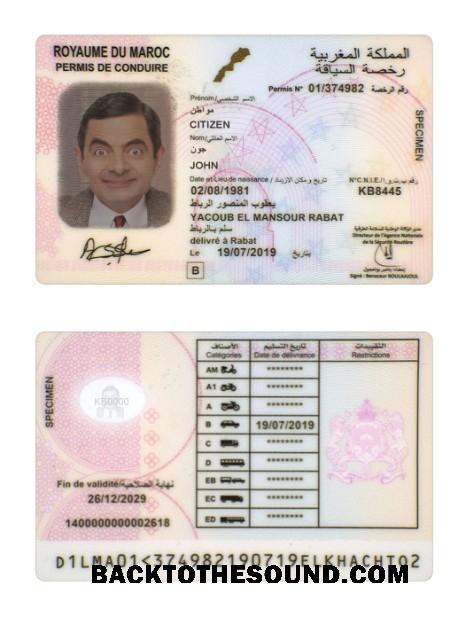 ROYAUME DU MAROC
PERMIS DE CONDUIRE
المملكة المغربية
رخصة السياقة
Permis N° 01/374982 رقم الرخصة
Prénom/الاسم الشخصي
مواطن
CITIZEN
Nom/الاسم العائلي
جون
JOHN
Date et Lieu de naissance / تاريخ ومكان الازدياد
N°C.N.I.E./رقم ب.ت.و
02/08/1981
KB8445
يعقوب المنصور الرباط
YACOUB EL MANSOUR RABAT
سلم بالرباط
délivré à Rabat
Le 19/07/2019 بتاريخ
B
SPECIMEN
Directeur de l'Agence Nationale
de la Sécurité Routière
Signé : Benaceur BOULAAJOUL
SPECIMEN
KB0000
الأصناف
Catégories
تاريخ التسليم
Date de délivrance
التقييدات
Restrictions
AM ********
A1 ********
A ********
B 19/07/2019
C ********
D ********
EB ********
EC ********
ED ********
Fin de validité/نهاية الصلاحية
26/12/2029
1400000000002618
D1LMA01<374982190719ELKHACHT02
BACKTOTHESOUND.COM